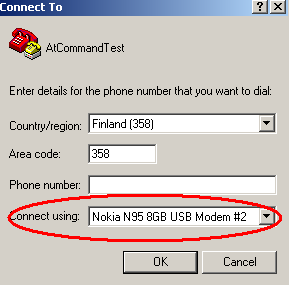 Connect To
AtCommandTest
Enter details for the phone number that you want to dial:
Country/region: Finland (358)
Area code: 358
Phone number:
Connect using: Nokia N95 8GB USB Modem #2
OK Cancel